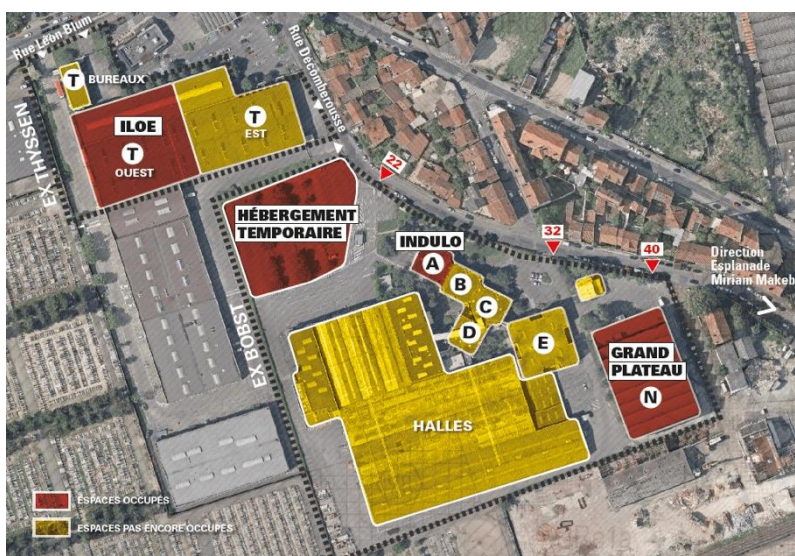 Rue Léon Blum
T
BUREAUX
Rue Décomberousse
EX THYSSEN
ILOE
T
OUEST
T
EST
22
HÉBERGEMENT
TEMPORAIRE
INDULO
A
B
C
D
E
32
40
Direction
Esplanade
Miriam Makeba
EX BOBST
GRAND
PLATEAU
N
HALLES
ESPACES OCCUPÉS
ESPACES PAS ENCORE OCCUPÉS